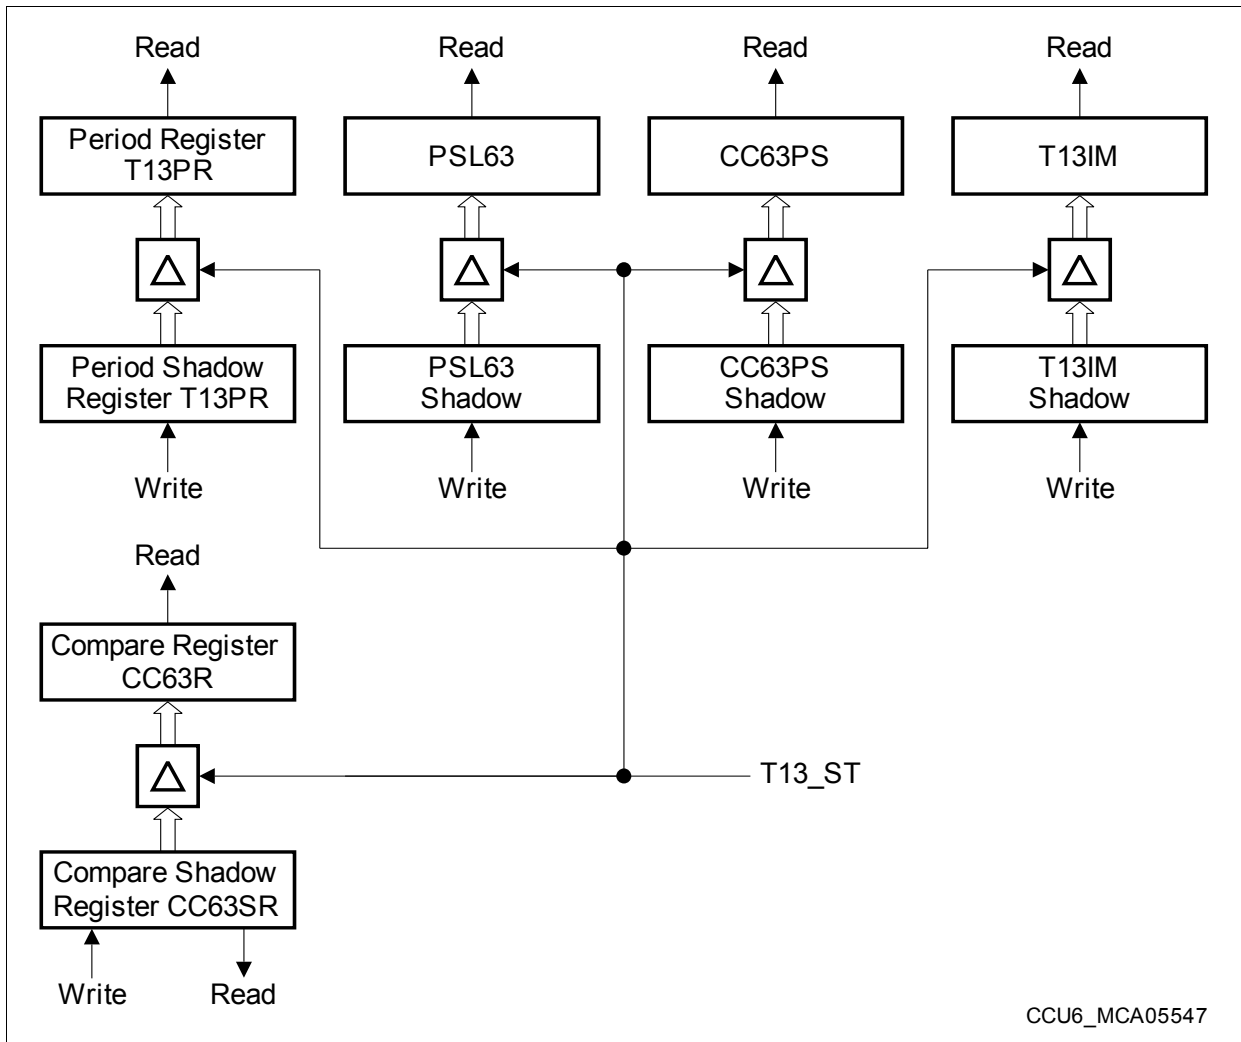 Read
Read
Read
Read
Period Register
T13PR
PSL63
CC63PS
T13IM
Period Shadow
Register T13PR
PSL63
Shadow
CC63PS
Shadow
T13IM
Shadow
Write
Write
Write
Write
Read
Compare Register
CC63R
T13_ST
Compare Shadow
Register CC63SR
Write
Read
CCU6_MCA05547